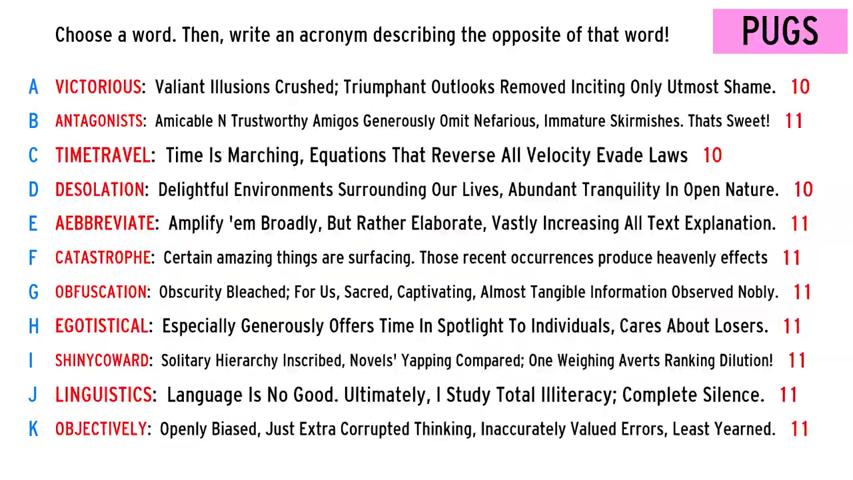 Choose a word. Then, write an acronym describing the opposite of that word! PUGS
A VICTORIOUS: Valiant Illusions Crushed; Triumphant Outlooks Removed Inciting Only Utmost Shame. 10
B ANTAGONISTS: Amicable N Trustworthy Amigos Generously Omit Nefarious, Immature Skirmishes. Thats Sweet! 11
C TIMETRAVEL: Time Is Marching, Equations That Reverse All Velocity Evade Laws 10
D DESOLATION: Delightful Environments Surrounding Our Lives, Abundant Tranquility In Open Nature. 10
E AEBBREVIATE: Amplify 'em Broadly, But Rather Elaborate, Vastly Increasing All Text Explanation. 11
F CATASTROPHE: Certain amazing things are surfacing. Those recent occurrences produce heavenly effects 11
G OBFUSCATION: Obscurity Bleached; For Us, Sacred, Captivating, Almost Tangible Information Observed Nobly. 11
H EGOTISTICAL: Especially Generously Offers Time In Spotlight To Individuals, Cares About Losers. 11
I SHINYCOWARD: Solitary Hierarchy Inscribed, Novels' Yapping Compared; One Weighing Averts Ranking Dilution! 11
J LINGUISTICS: Language Is No Good. Ultimately, I Study Total Illiteracy; Complete Silence. 11
K OBJECTIVELY: Openly Biased, Just Extra Corrupted Thinking, Inaccurately Valued Errors, Least Yearned. 11